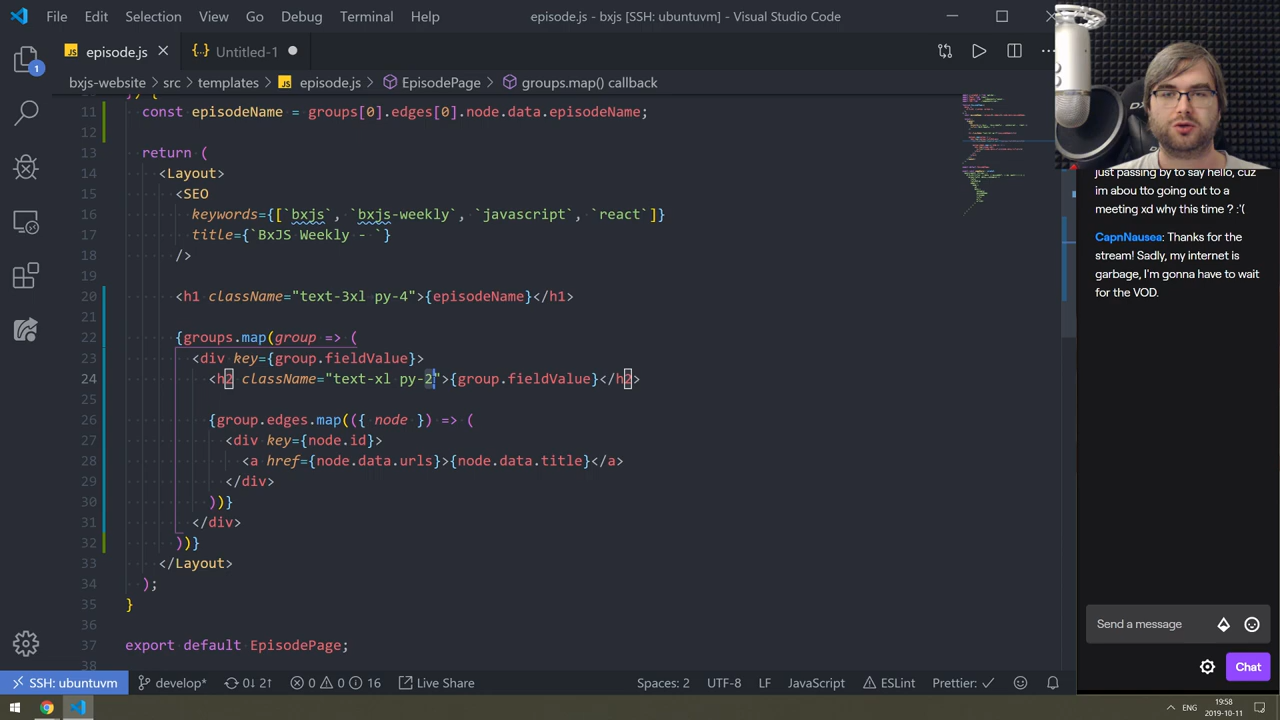 File Edit Selection View Go Debug Terminal Help
episode.js - bxjs [SSH: ubuntuvm] - Visual Studio Code
JS episode.js
{..} Untitled-1
1
bxjs-website > src > templates > JS episode.js > EpisodePage > groups.map() callback
11 const episodeName = groups[0].edges[0].node.data.episodeName;
12
13 return (
14 <Layout>
15 <SEO
16 keywords={[`bxjs`, `bxjs-weekly`, `javascript`, `react`]}
17 title={`BxJS Weekly - `}
18 />
19
20 <h1 className="text-3xl py-4">{episodeName}</h1>
21
22 {groups.map(group => (
23 <div key={group.fieldValue}>
24 <h2 className="text-xl py-2">{group.fieldValue}</h2>
25
26 {group.edges.map(({ node }) => (
27 <div key={node.id}>
28 <a href={node.data.urls}>{node.data.title}</a>
29 </div>
30 ))}
31 </div>
32 ))}
33 </Layout>
34 );
35 }
36
37 export default EpisodePage;
38
just passing by to say hello, cuz
im abou tto going out to a
meeting xd why this time ? :'(
CapnNausea: Thanks for the
stream! Sadly, my internet is
garbage, I'm gonna have to wait
for the VOD.
Send a message
Chat
SSH: ubuntuvm develop* 0↓ 2↑ 0 0 16 Live Share Spaces: 2 UTF-8 LF JavaScript ESLint Prettier: ✓
ENG 19:58
2019-10-11